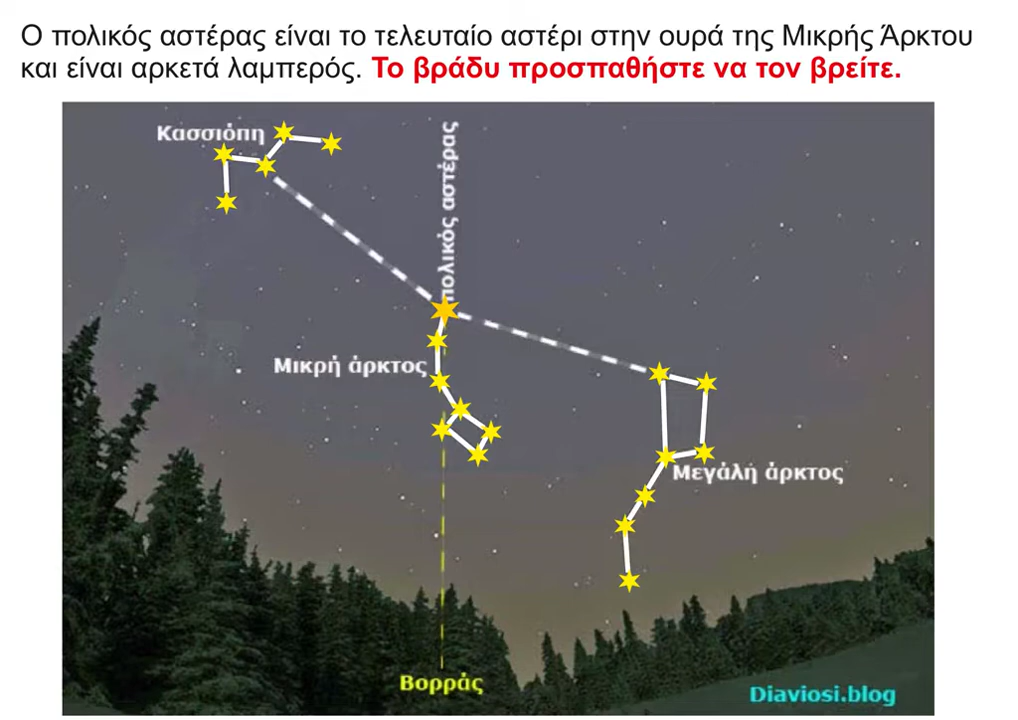 Ο πολικός αστέρας είναι το τελευταίο αστέρι στην ουρά της Μικρής Άρκτου
και είναι αρκετά λαμπερός. Το βράδυ προσπαθήστε να τον βρείτε.
Κασσιόπη
πολικός αστέρας
Μικρή άρκτος
Μεγάλη άρκτος
Βορράς
Diaviosi.blog